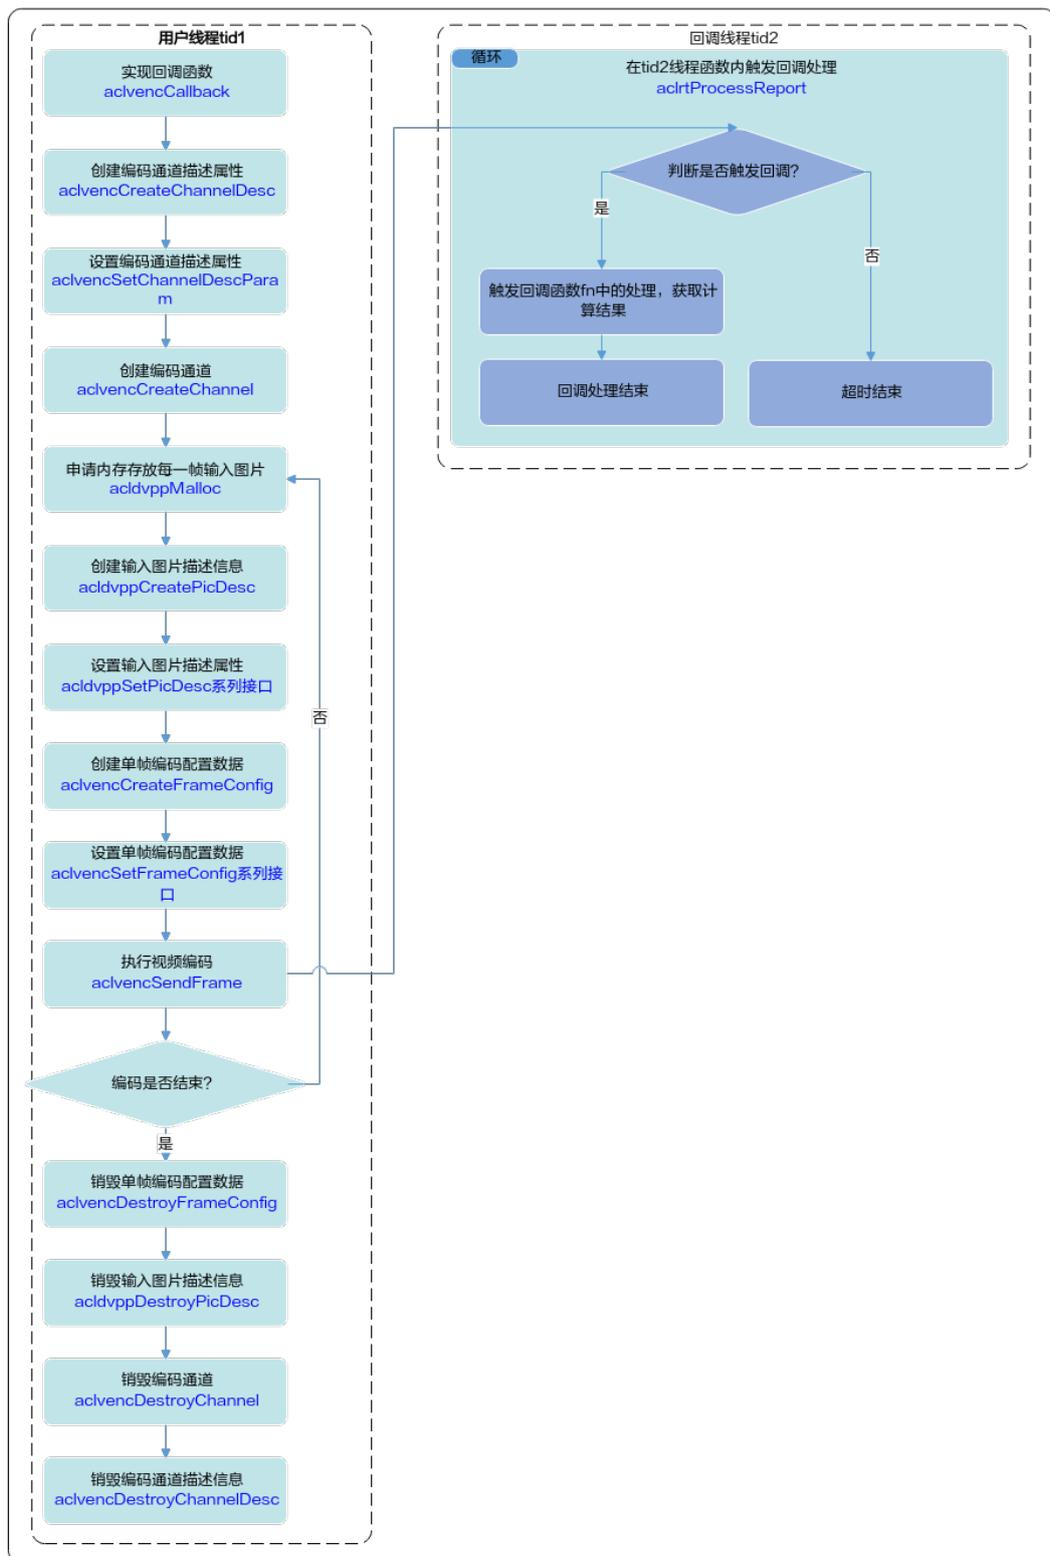 用户线程tid1
实现回调函数
aclvencCallback
创建编码通道描述属性
aclvencCreateChannelDesc
设置编码通道描述属性
aclvencSetChannelDescPara
m
创建编码通道
aclvencCreateChannel
申请内存存放每一帧输入图片
acldvppMalloc
创建输入图片描述信息
acldvppCreatePicDesc
设置输入图片描述属性
acldvppSetPicDesc系列接口
否
创建单帧编码配置数据
aclvencCreateFrameConfig
设置单帧编码配置数据
aclvencSetFrameConfig系列接
口
执行视频编码
aclvencSendFrame
编码是否结束?
是
销毁单帧编码配置数据
aclvencDestroyFrameConfig
销毁输入图片描述信息
acldvppDestroyPicDesc
销毁编码通道
aclvencDestroyChannel
销毁编码通道描述信息
aclvencDestroyChannelDesc
回调线程tid2
循环
在tid2线程函数内触发回调处理
aclrtProcessReport
判断是否触发回调?
是
否
触发回调函数fn中的处理，获取计
算结果
回调处理结束
超时结束